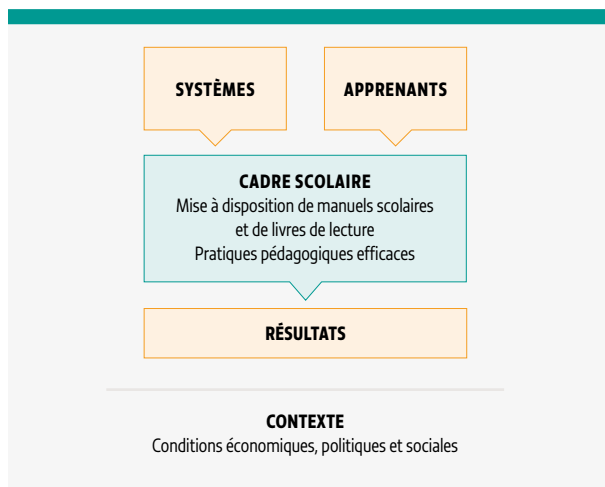 SYSTÈMES
APPRENANTS
CADRE SCOLAIRE
Mise à disposition de manuels scolaires
et de livres de lecture
Pratiques pédagogiques efficaces
RÉSULTATS
CONTEXTE
Conditions économiques, politiques et sociales